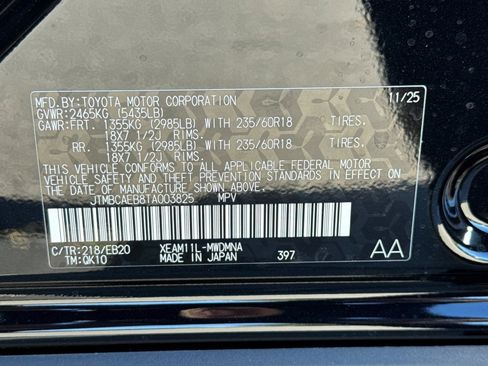 MFD.BY:TOYOTA MOTOR CORPORATION 11/25
GVWR:2465KG (5435LB)
GAWR:FRT. 1355KG (2985LB) WITH 235/60R18 TIRES.
18X7 1/2J RIMS.
RR. 1355KG (2985LB) WITH 235/60R18 TIRES.
18X7 1/2J RIMS.
THIS VEHICLE CONFORMS TO ALL APPLICABLE FEDERAL MOTOR
VEHICLE SAFETY AND THEFT PREVENTION STANDARDS IN EFFECT ON
THE DATE OF MANUFACTURE SHOWN ABOVE.
JTMBCAEB8TA003825 MPV
C/TR:218/EB20 XEAM11L-MWDMNA
TM:QK10 MADE IN JAPAN 397 AA